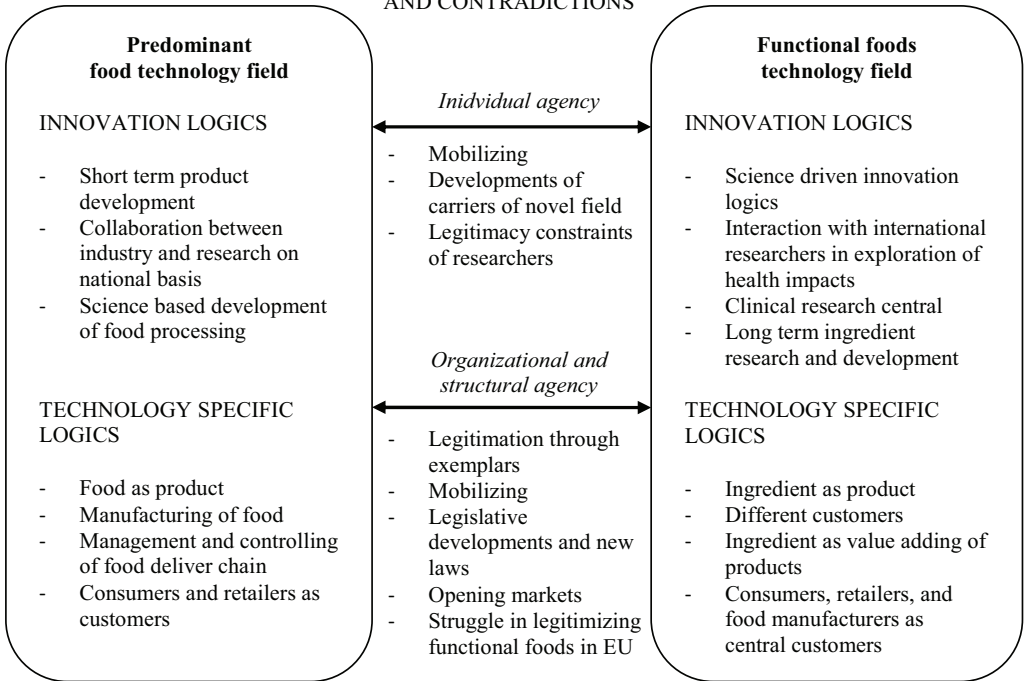 AND CONTRADICTIONS
Predominant
food technology field
INNOVATION LOGICS
- Short term product
development
- Collaboration between
industry and research on
national basis
- Science based development
of food processing
TECHNOLOGY SPECIFIC
LOGICS
- Food as product
- Manufacturing of food
- Management and controlling
of food deliver chain
- Consumers and retailers as
customers
Inidvidual agency
- Mobilizing
- Developments of
carriers of novel field
- Legitimacy constraints
of researchers
Organizational and
structural agency
- Legitimation through
exemplars
- Mobilizing
- Legislative
developments and new
laws
- Opening markets
- Struggle in legitimizing
functional foods in EU
Functional foods
technology field
INNOVATION LOGICS
- Science driven innovation
logics
- Interaction with international
researchers in exploration of
health impacts
- Clinical research central
- Long term ingredient
research and development
TECHNOLOGY SPECIFIC
LOGICS
- Ingredient as product
- Different customers
- Ingredient as value adding of
products
- Consumers, retailers, and
food manufacturers as
central customers